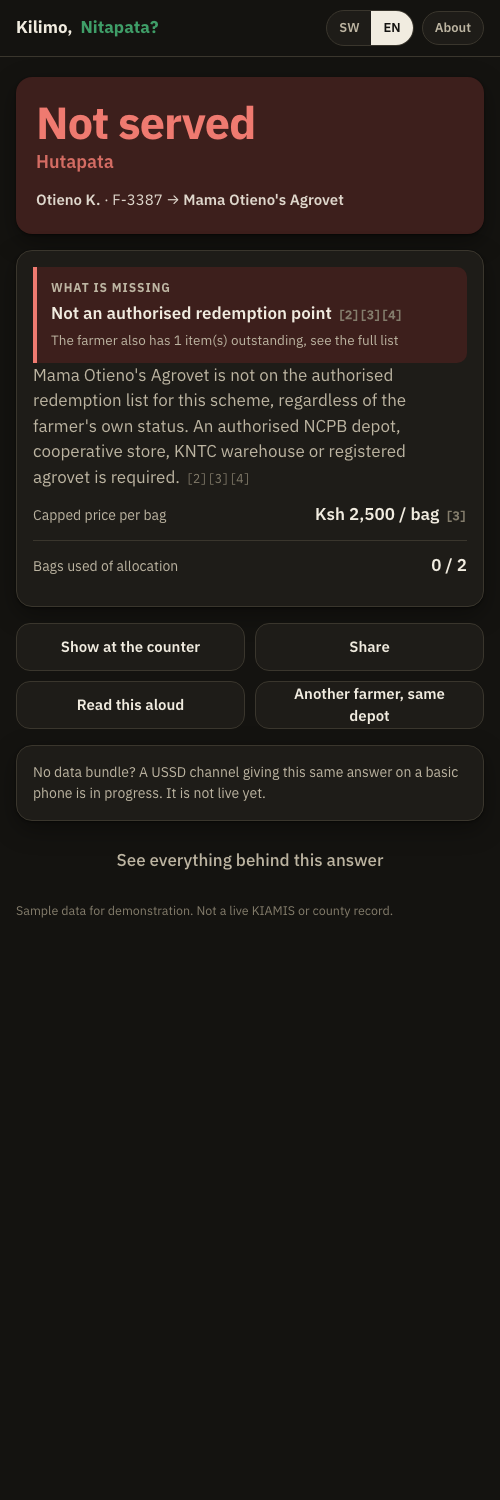 Kilimo, Nitapata?
SW
EN
About
Not served
Hutapata
Otieno K. · F-3387 → Mama Otieno's Agrovet
WHAT IS MISSING
Not an authorised redemption point [2][3][4]
The farmer also has 1 item(s) outstanding, see the full list
Mama Otieno's Agrovet is not on the authorised
redemption list for this scheme, regardless of the
farmer's own status. An authorised NCPB depot,
cooperative store, KNTC warehouse or registered
agrovet is required. [2][3][4]
Capped price per bag
Ksh 2,500 / bag [3]
Bags used of allocation
0 / 2
Show at the counter
Share
Read this aloud
Another farmer, same
depot
No data bundle? A USSD channel giving this same answer on a basic
phone is in progress. It is not live yet.
See everything behind this answer
Sample data for demonstration. Not a live KIAMIS or county record.